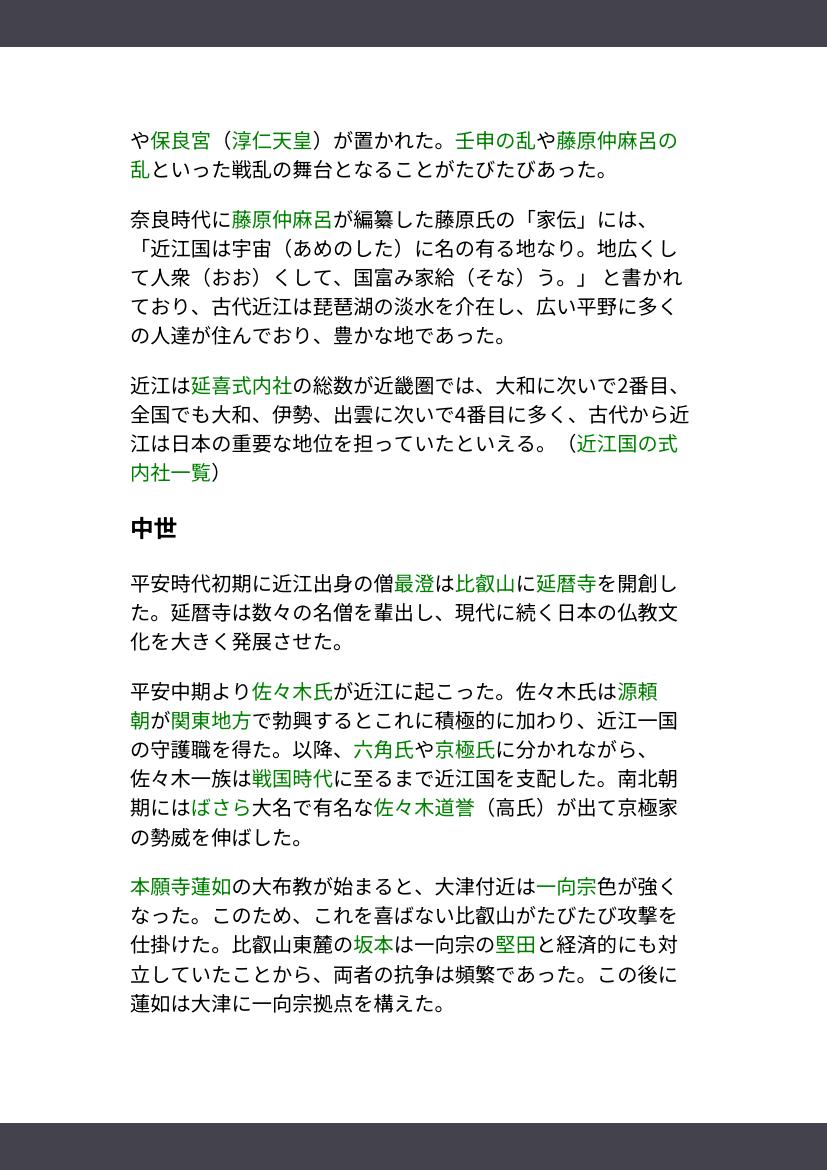 や保良宮（淳仁天皇）が置かれた。壬申の乱や藤原仲麻呂の
乱といった戦乱の舞台となることがたびたびあった。
奈良時代に藤原仲麻呂が編纂した藤原氏の「家伝」には、
「近江国は宇宙（あめのした）に名の有る地なり。地広くし
て人衆（おお）くして、国富み家給（そな）う。」 と書かれ
ており、古代近江は琵琶湖の淡水を介在し、広い平野に多く
の人達が住んでおり、豊かな地であった。
近江は延喜式内社の総数が近畿圏では、大和に次いで2番目、
全国でも大和、伊勢、出雲に次いで4番目に多く、古代から近
江は日本の重要な地位を担っていたといえる。（近江国の式
内社一覧）
中世
平安時代初期に近江出身の僧最澄は比叡山に延暦寺を開創し
た。延暦寺は数々の名僧を輩出し、現代に続く日本の仏教文
化を大きく発展させた。
平安中期より佐々木氏が近江に起こった。佐々木氏は源頼
朝が関東地方で勃興するとこれに積極的に加わり、近江一国
の守護職を得た。以降、六角氏や京極氏に分かれながら、
佐々木一族は戦国時代に至るまで近江国を支配した。南北朝
期にはばさら大名で有名な佐々木道誉（高氏）が出て京極家
の勢威を伸ばした。
本願寺蓮如の大布教が始まると、大津付近は一向宗色が強く
なった。このため、これを喜ばない比叡山がたびたび攻撃を
仕掛けた。比叡山東麓の坂本は一向宗の堅田と経済的にも対
立していたことから、両者の抗争は頻繁であった。この後に
蓮如は大津に一向宗拠点を構えた。